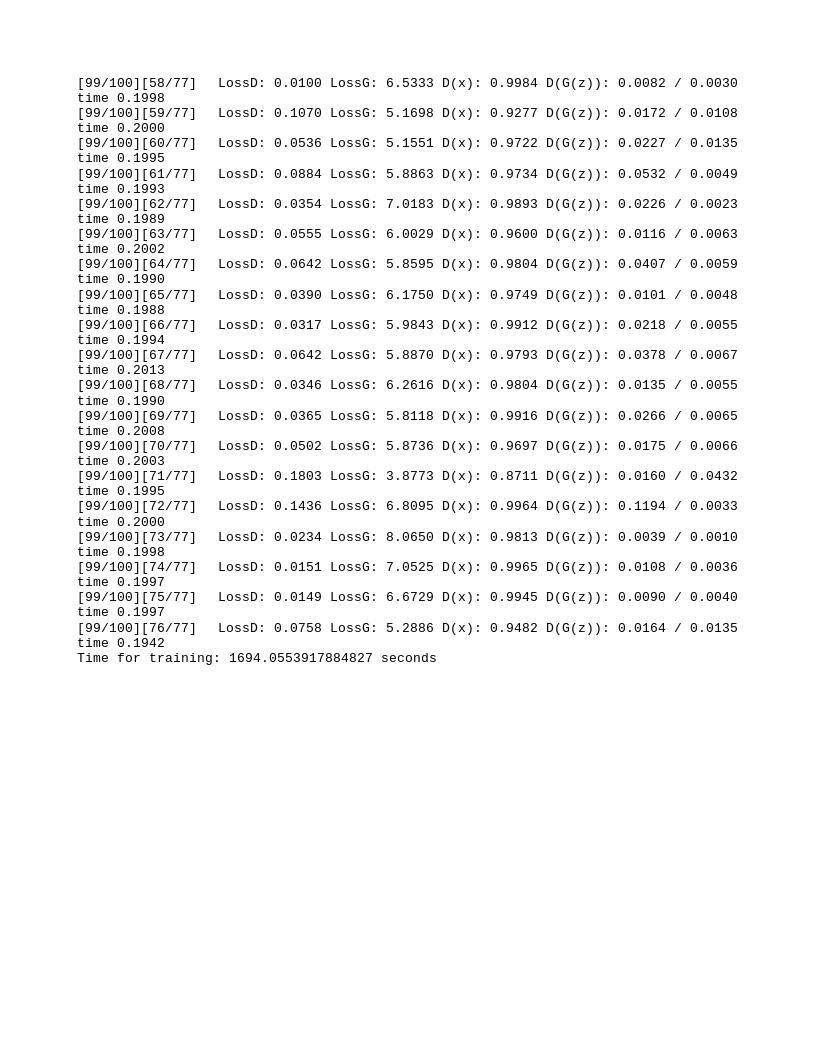 [99/100][58/77] LossD: 0.0100 LossG: 6.5333 D(x): 0.9984 D(G(z)): 0.0082 / 0.0030
time 0.1998
[99/100][59/77] LossD: 0.1070 LossG: 5.1698 D(x): 0.9277 D(G(z)): 0.0172 / 0.0108
time 0.2000
[99/100][60/77] LossD: 0.0536 LossG: 5.1551 D(x): 0.9722 D(G(z)): 0.0227 / 0.0135
time 0.1995
[99/100][61/77] LossD: 0.0884 LossG: 5.8863 D(x): 0.9734 D(G(z)): 0.0532 / 0.0049
time 0.1993
[99/100][62/77] LossD: 0.0354 LossG: 7.0183 D(x): 0.9893 D(G(z)): 0.0226 / 0.0023
time 0.1989
[99/100][63/77] LossD: 0.0555 LossG: 6.0029 D(x): 0.9600 D(G(z)): 0.0116 / 0.0063
time 0.2002
[99/100][64/77] LossD: 0.0642 LossG: 5.8595 D(x): 0.9804 D(G(z)): 0.0407 / 0.0059
time 0.1990
[99/100][65/77] LossD: 0.0390 LossG: 6.1750 D(x): 0.9749 D(G(z)): 0.0101 / 0.0048
time 0.1988
[99/100][66/77] LossD: 0.0317 LossG: 5.9843 D(x): 0.9912 D(G(z)): 0.0218 / 0.0055
time 0.1994
[99/100][67/77] LossD: 0.0642 LossG: 5.8870 D(x): 0.9793 D(G(z)): 0.0378 / 0.0067
time 0.2013
[99/100][68/77] LossD: 0.0346 LossG: 6.2616 D(x): 0.9804 D(G(z)): 0.0135 / 0.0055
time 0.1990
[99/100][69/77] LossD: 0.0365 LossG: 5.8118 D(x): 0.9916 D(G(z)): 0.0266 / 0.0065
time 0.2008
[99/100][70/77] LossD: 0.0502 LossG: 5.8736 D(x): 0.9697 D(G(z)): 0.0175 / 0.0066
time 0.2003
[99/100][71/77] LossD: 0.1803 LossG: 3.8773 D(x): 0.8711 D(G(z)): 0.0160 / 0.0432
time 0.1995
[99/100][72/77] LossD: 0.1436 LossG: 6.8095 D(x): 0.9964 D(G(z)): 0.1194 / 0.0033
time 0.2000
[99/100][73/77] LossD: 0.0234 LossG: 8.0650 D(x): 0.9813 D(G(z)): 0.0039 / 0.0010
time 0.1998
[99/100][74/77] LossD: 0.0151 LossG: 7.0525 D(x): 0.9965 D(G(z)): 0.0108 / 0.0036
time 0.1997
[99/100][75/77] LossD: 0.0149 LossG: 6.6729 D(x): 0.9945 D(G(z)): 0.0090 / 0.0040
time 0.1997
[99/100][76/77] LossD: 0.0758 LossG: 5.2886 D(x): 0.9482 D(G(z)): 0.0164 / 0.0135
time 0.1942
Time for training: 1694.0553917884827 seconds